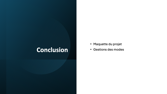 Conclusion
• Maquette du projet
• Gestions des modes